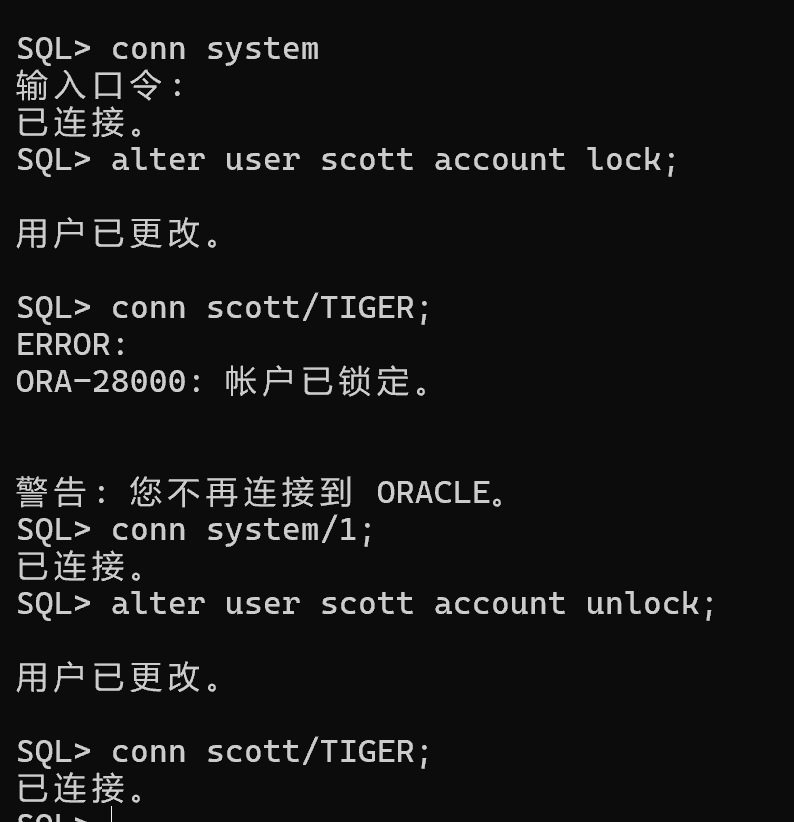 SQL> conn system
输入口令:
已连接。
SQL> alter user scott account lock;
用户已更改。
SQL> conn scott/TIGER;
ERROR:
ORA-28000: 帐户已锁定。
警告: 您不再连接到 ORACLE。
SQL> conn system/1;
已连接。
SQL> alter user scott account unlock;
用户已更改。
SQL> conn scott/TIGER;
已连接。
SQL>